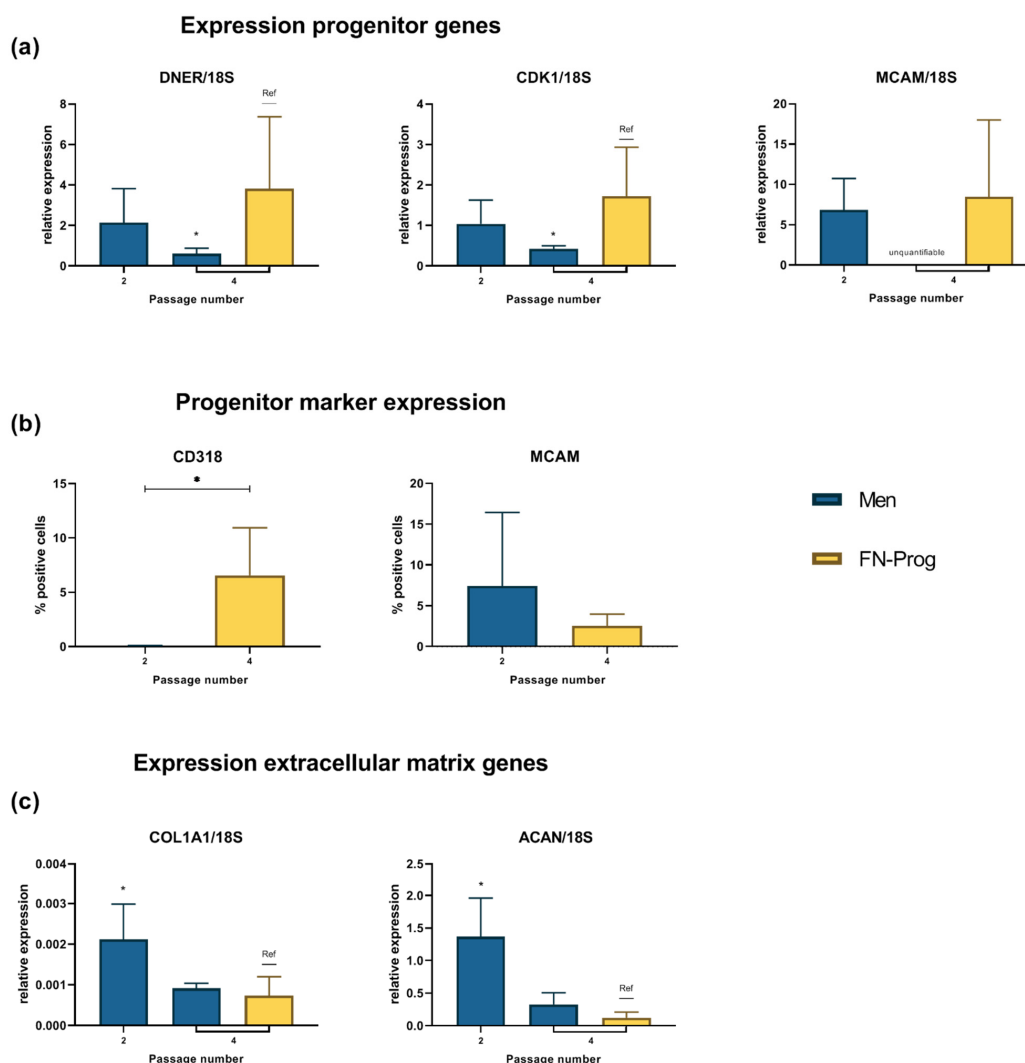 Expression progenitor genes
(a)
DNER/18S
relative expression
8
6
4
2
0
*
Ref
2
4
Passage number
CDK1/18S
relative expression
4
3
2
1
0
*
Ref
2
4
Passage number
MCAM/18S
relative expression
20
15
10
5
0
unquantifiable
2
4
Passage number
Progenitor marker expression
(b)
CD318
% positive cells
15
10
5
0
*
2
4
Passage number
MCAM
% positive cells
20
15
10
5
0
2
4
Passage number
Men
FN-Prog
Expression extracellular matrix genes
(c)
COL1A1/18S
relative expression
0.004
0.003
0.002
0.001
0.000
*
Ref
2
4
Passage number
ACAN/18S
relative expression
2.5
2.0
1.5
1.0
0.5
0.0
*
Ref
2
4
Passage number